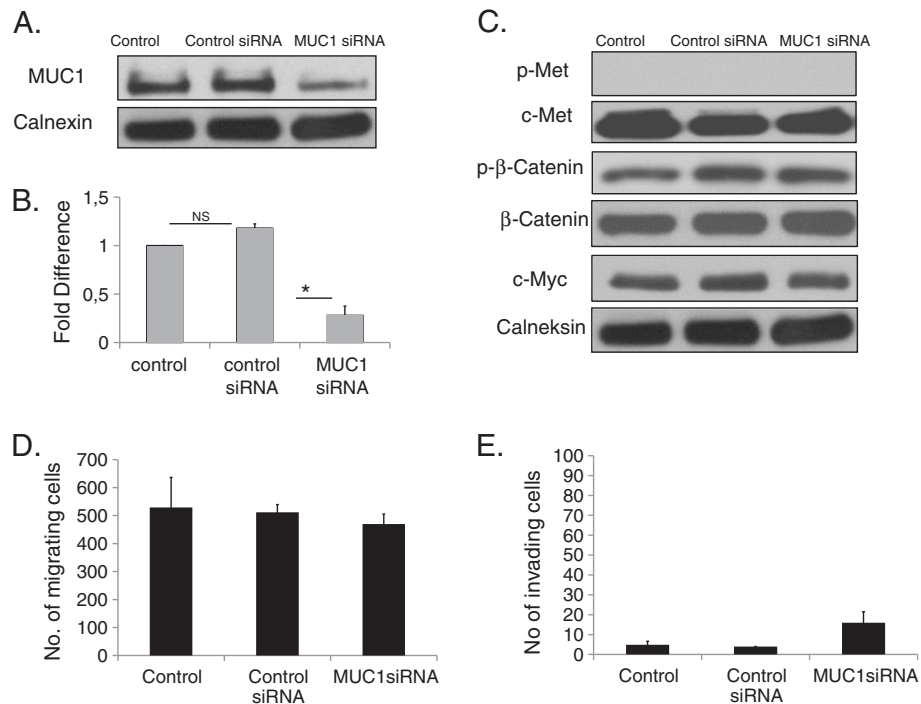 A.
Control Control siRNA MUC1 siRNA
MUC1
Calnexin
B.
Fold Difference
1,5
1
0,5
0
NS
*
control
control
siRNA
MUC1
siRNA
C.
Control Control siRNA MUC1 siRNA
p-Met
c-Met
p-β-Catenin
β-Catenin
c-Myc
Calneksin
D.
No. of migrating cells
700
600
500
400
300
200
100
0
Control
Control
siRNA
MUC1siRNA
E.
No of invading cells
100
90
80
70
60
50
40
30
20
10
0
Control
Control
siRNA
MUC1siRNA